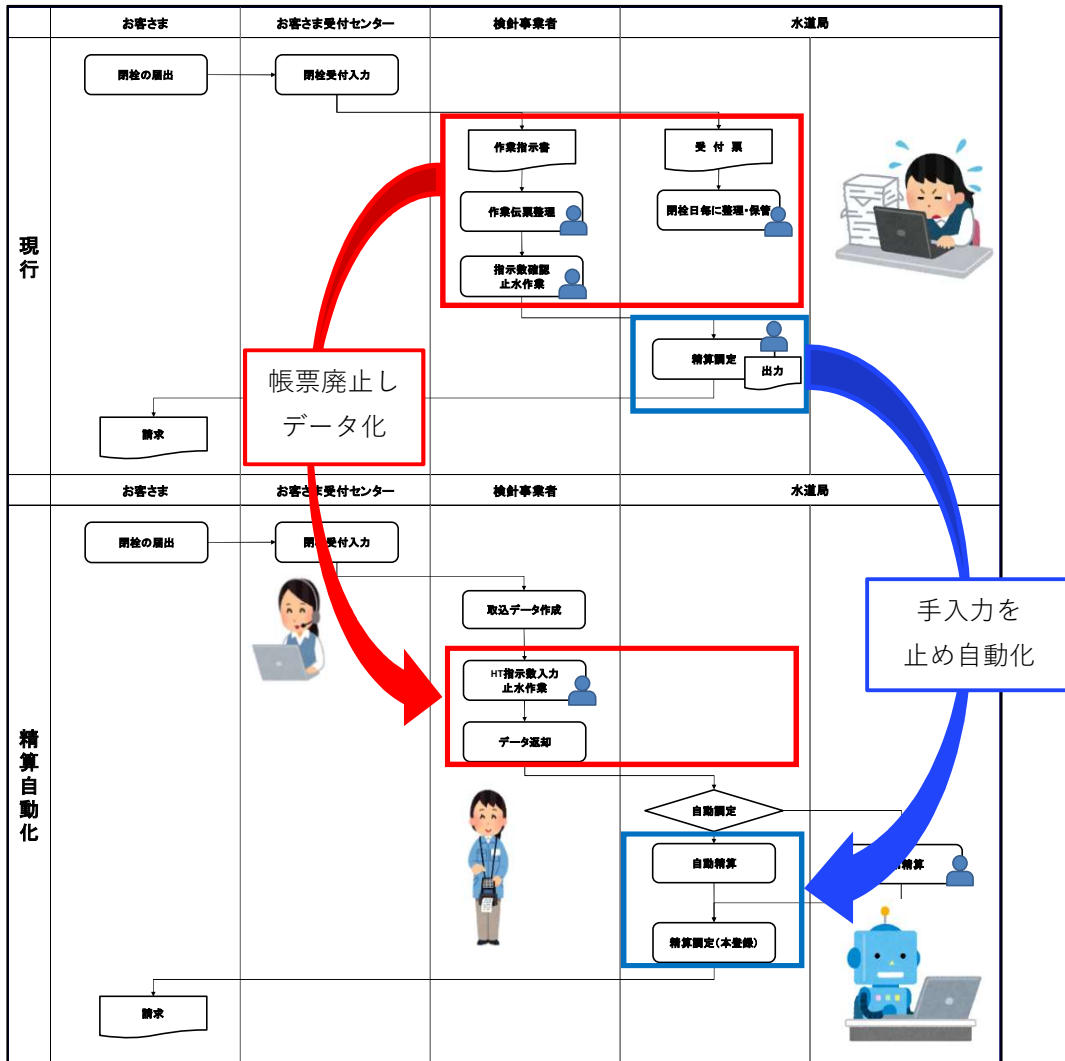 お客さま
お客さま受付センター
検針事業者
水道局
現行
閉栓の届出
閉栓受付入力
作業指示書
受付票
作業伝票整理
閉栓日毎に整理・保管
指示数確認
止水作業
精算調定
出力
請求
帳票廃止し
データ化
お客さま
お客さま受付センター
検針事業者
水道局
精算自動化
閉栓の届出
閉栓受付入力
取込データ作成
HT指示数入力
止水作業
データ返却
手入力を
止め自動化
自動調定
自動精算
精算
精算調定(本登録)
請求